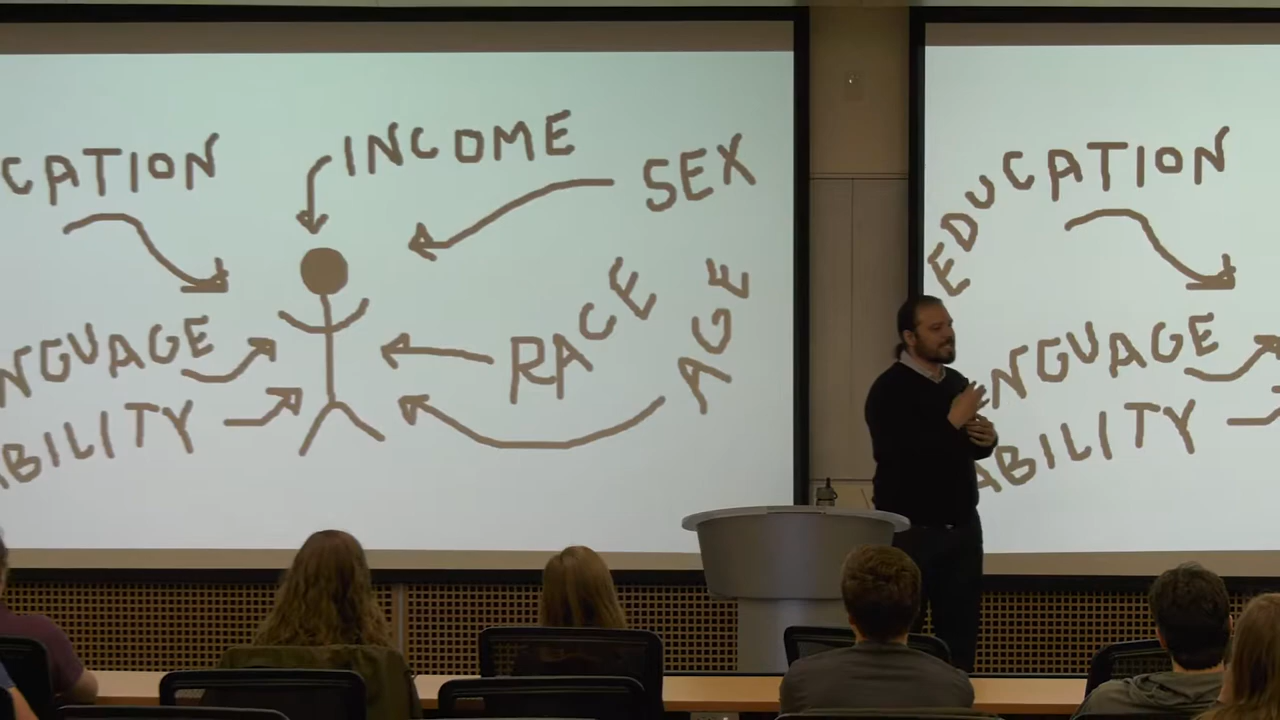 CATION
INCOME
SEX
NGUAGE
RACE
AGE
ABILITY
EDUCATION
NGUAGE
ABILITY